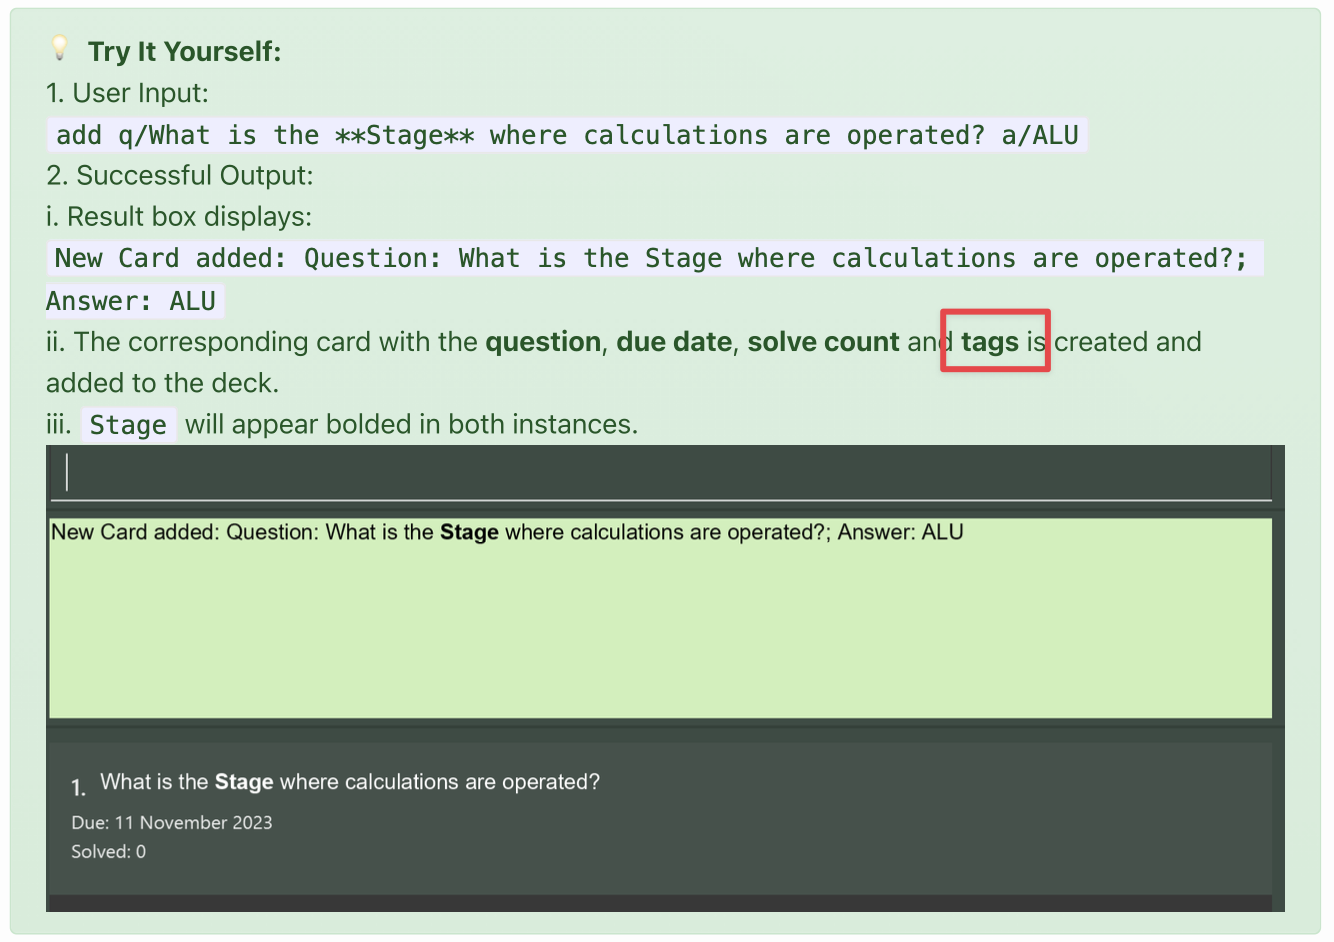 💡 Try It Yourself:
1. User Input:
add q/What is the **Stage** where calculations are operated? a/ALU
2. Successful Output:
i. Result box displays:
New Card added: Question: What is the Stage where calculations are operated?;
Answer: ALU
ii. The corresponding card with the question, due date, solve count and tags is created and
added to the deck.
iii. Stage will appear bolded in both instances.
New Card added: Question: What is the Stage where calculations are operated?; Answer: ALU
1. What is the Stage where calculations are operated?
Due: 11 November 2023
Solved: 0